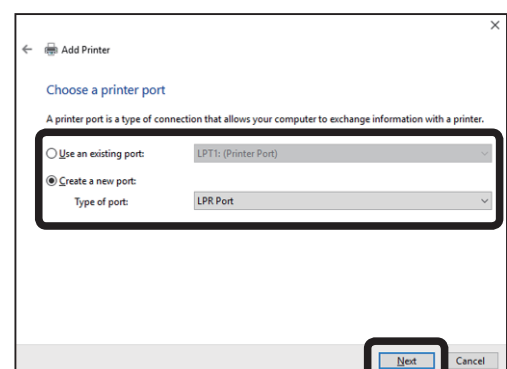 Add Printer
Choose a printer port
A printer port is a type of connection that allows your computer to exchange information with a printer.
Use an existing port: LPT1: (Printer Port)
Create a new port:
Type of port: LPR Port
Next Cancel